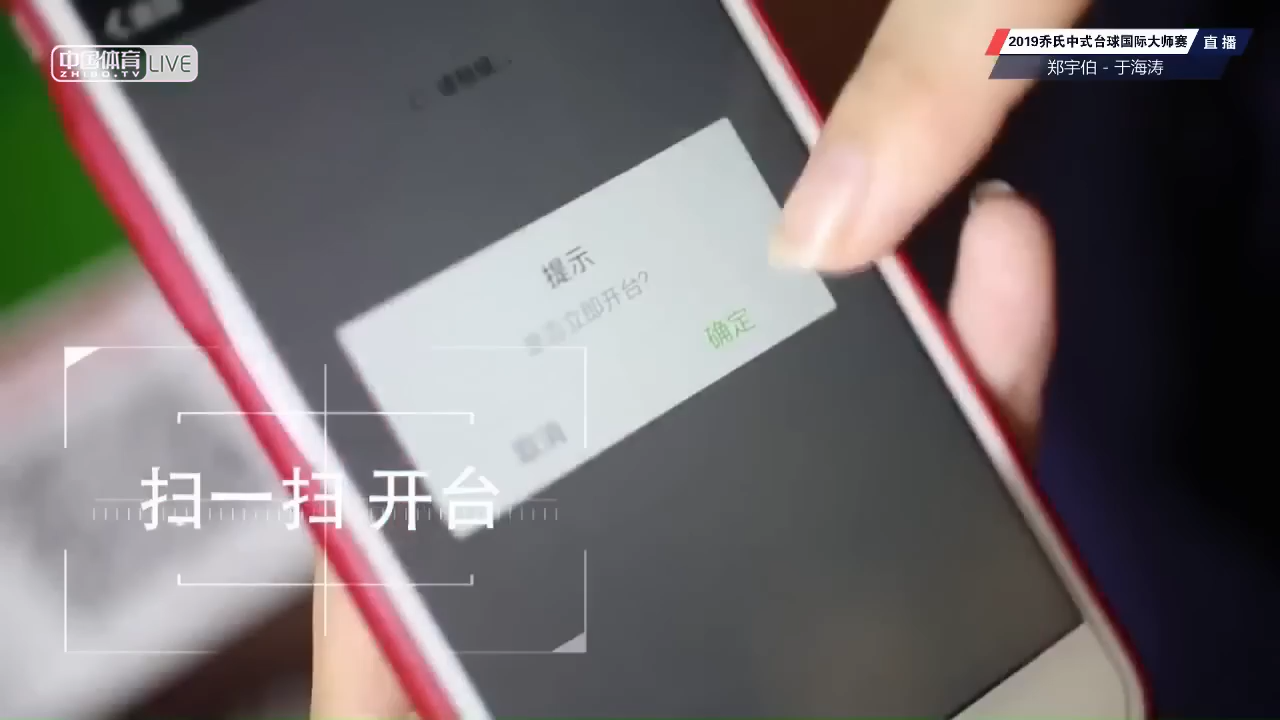 中国体育 LIVE
ZHIBO.TV
2019乔氏中式台球国际大师赛 直播
郑宇伯 - 于海涛
提示
是否立即开台?
确定
取消
扫一扫 开台